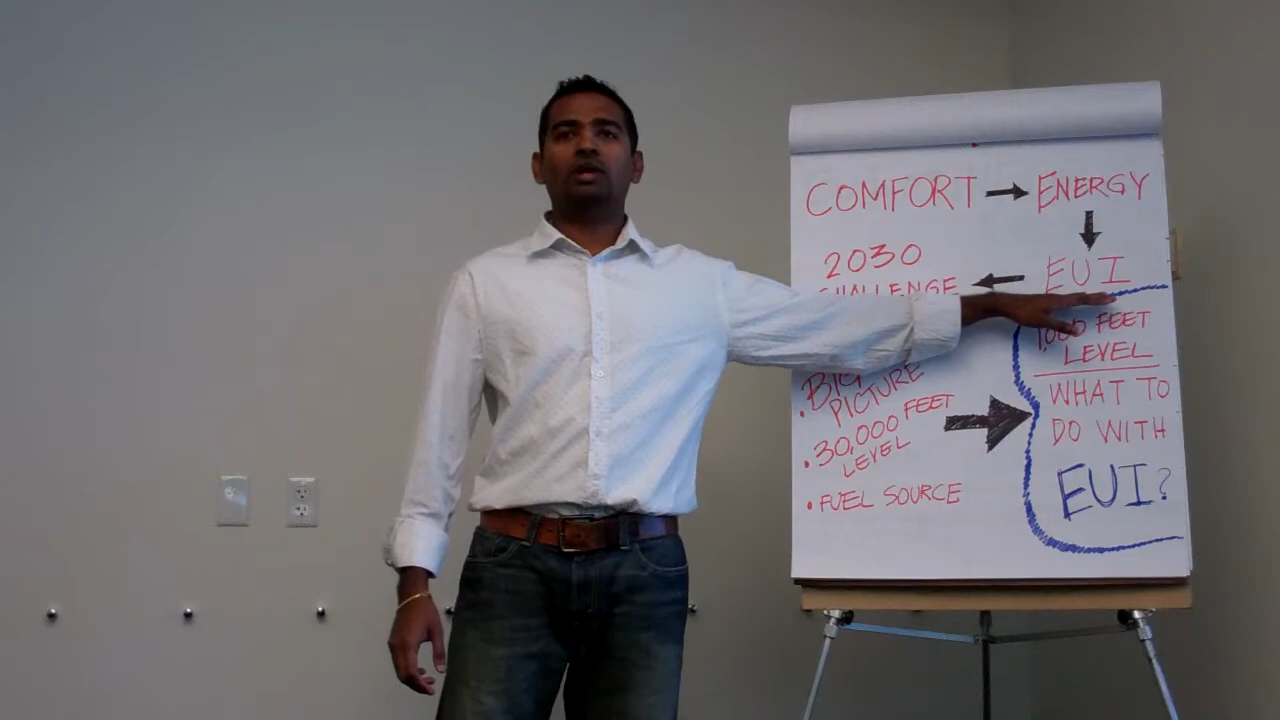 COMFORT → ENERGY
2030
EUI
CHALLENGE
1,000 FEET
LEVEL
BIG
PICTURE
WHAT TO
• 30,000 FEET
LEVEL
DO WITH
• FUEL SOURCE
EUI?